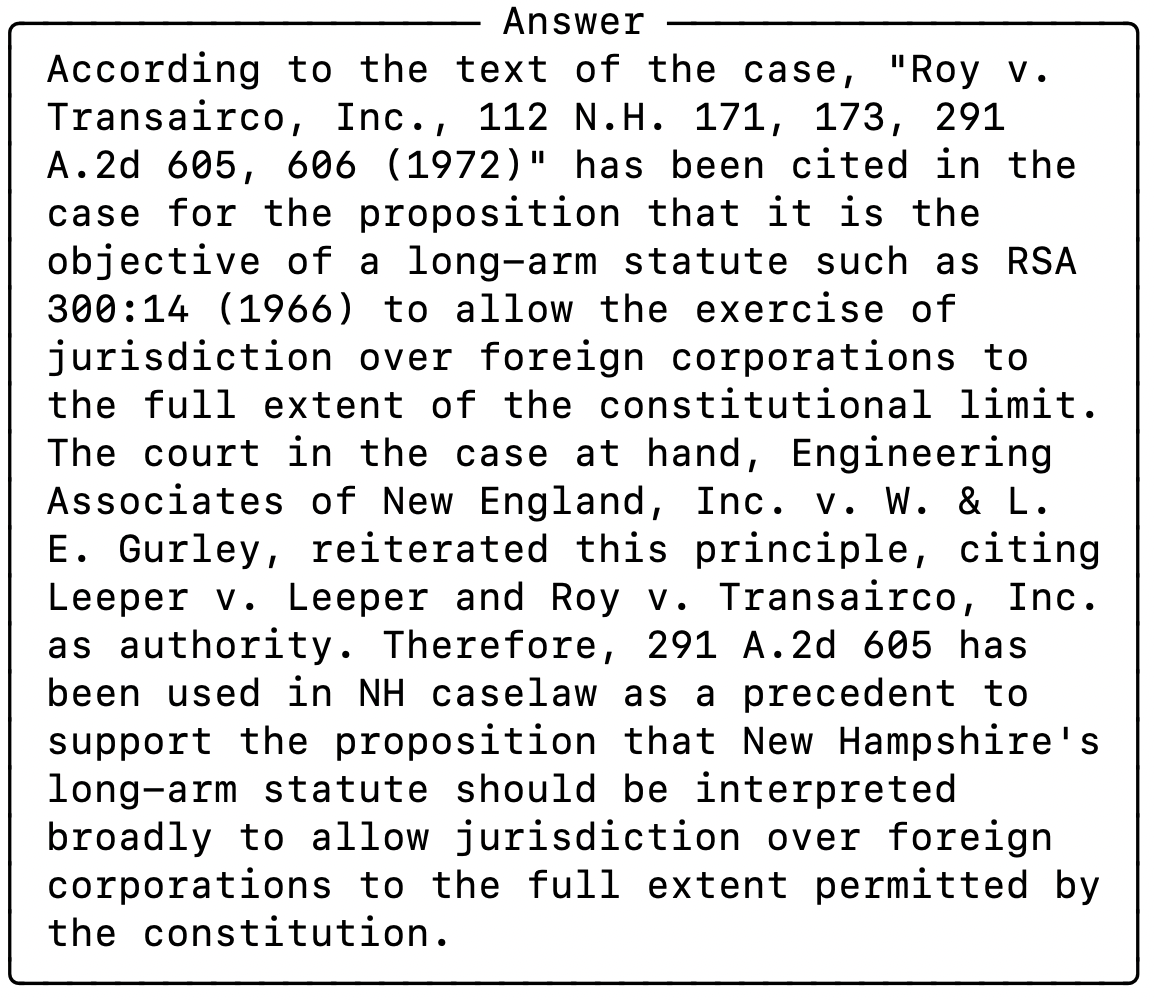 Answer
According to the text of the case, "Roy v.
Transairco, Inc., 112 N.H. 171, 173, 291
A.2d 605, 606 (1972)" has been cited in the
case for the proposition that it is the
objective of a long-arm statute such as RSA
300:14 (1966) to allow the exercise of
jurisdiction over foreign corporations to
the full extent of the constitutional limit.
The court in the case at hand, Engineering
Associates of New England, Inc. v. W. & L.
E. Gurley, reiterated this principle, citing
Leeper v. Leeper and Roy v. Transairco, Inc.
as authority. Therefore, 291 A.2d 605 has
been used in NH caselaw as a precedent to
support the proposition that New Hampshire's
long-arm statute should be interpreted
broadly to allow jurisdiction over foreign
corporations to the full extent permitted by
the constitution.